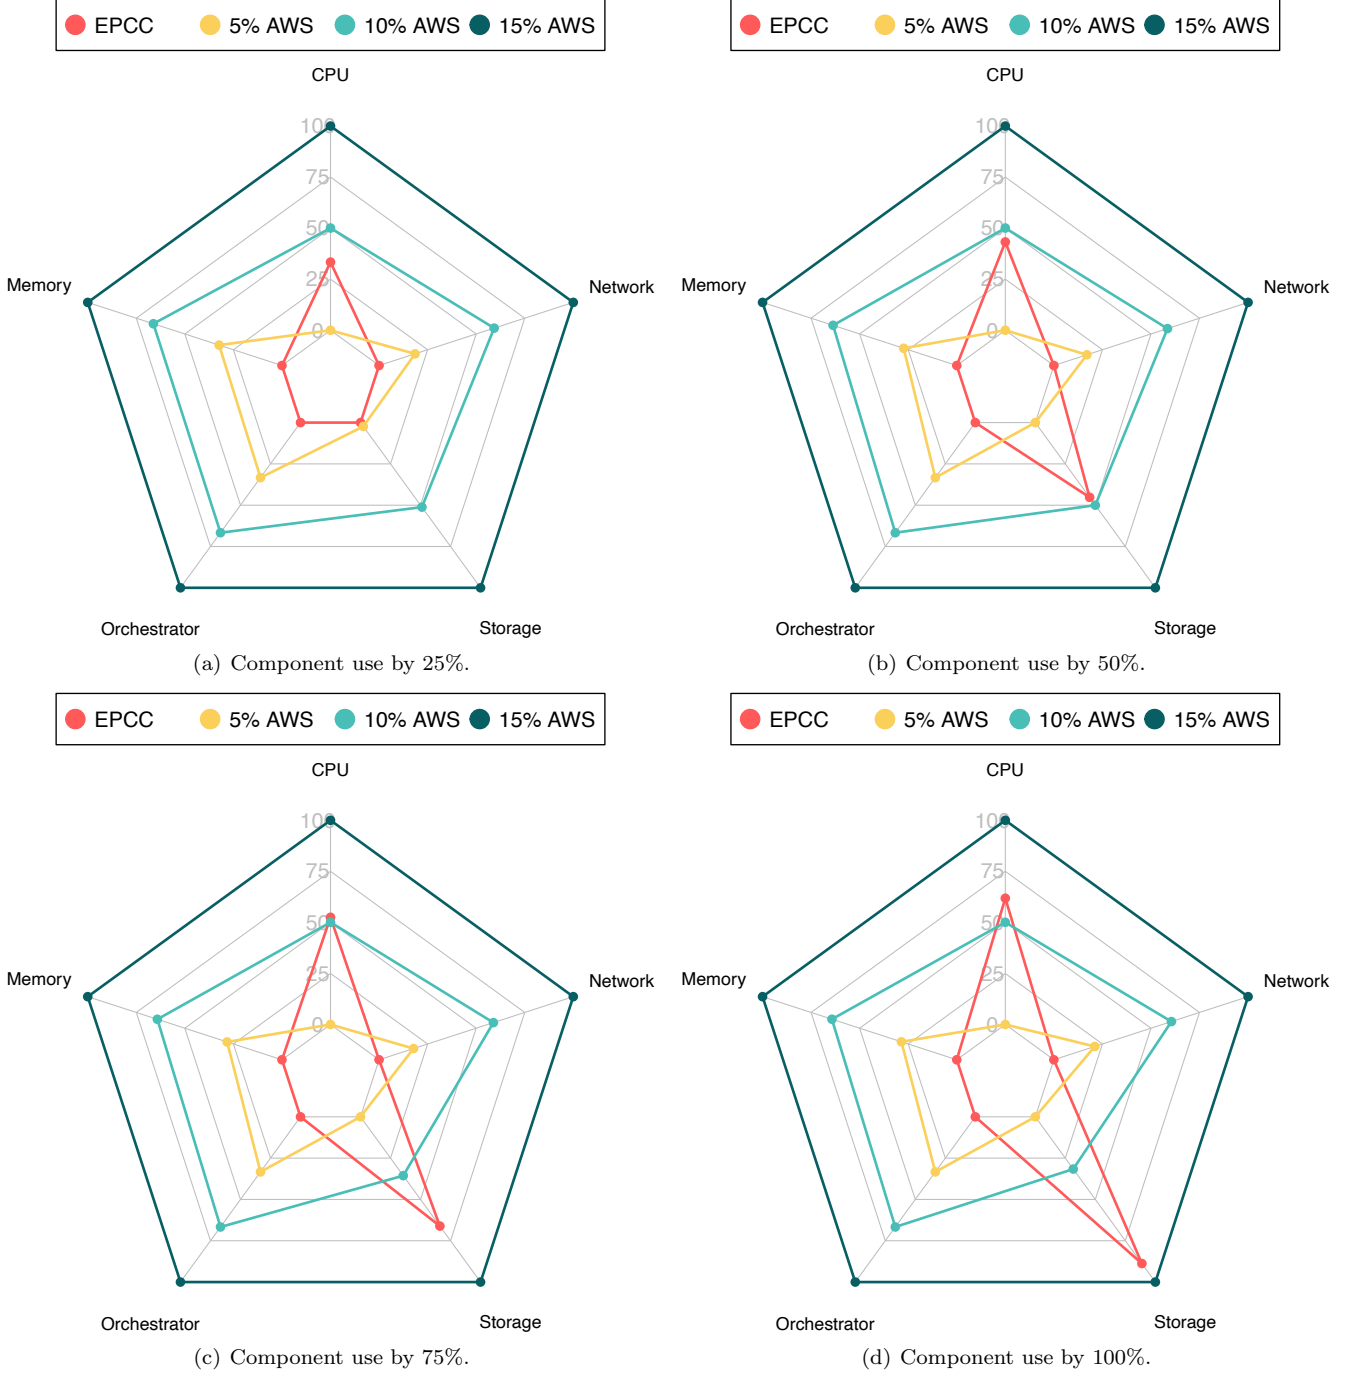 EPCC 5% AWS 10% AWS 15% AWS
CPU
100
75
50
25
0
Memory
Network
Orchestrator
Storage
(a) Component use by 25%.
EPCC 5% AWS 10% AWS 15% AWS
CPU
100
75
50
25
0
Memory
Network
Orchestrator
Storage
(b) Component use by 50%.
EPCC 5% AWS 10% AWS 15% AWS
CPU
100
75
50
25
0
Memory
Network
Orchestrator
Storage
(c) Component use by 75%.
EPCC 5% AWS 10% AWS 15% AWS
CPU
100
75
50
25
0
Memory
Network
Orchestrator
Storage
(d) Component use by 100%.